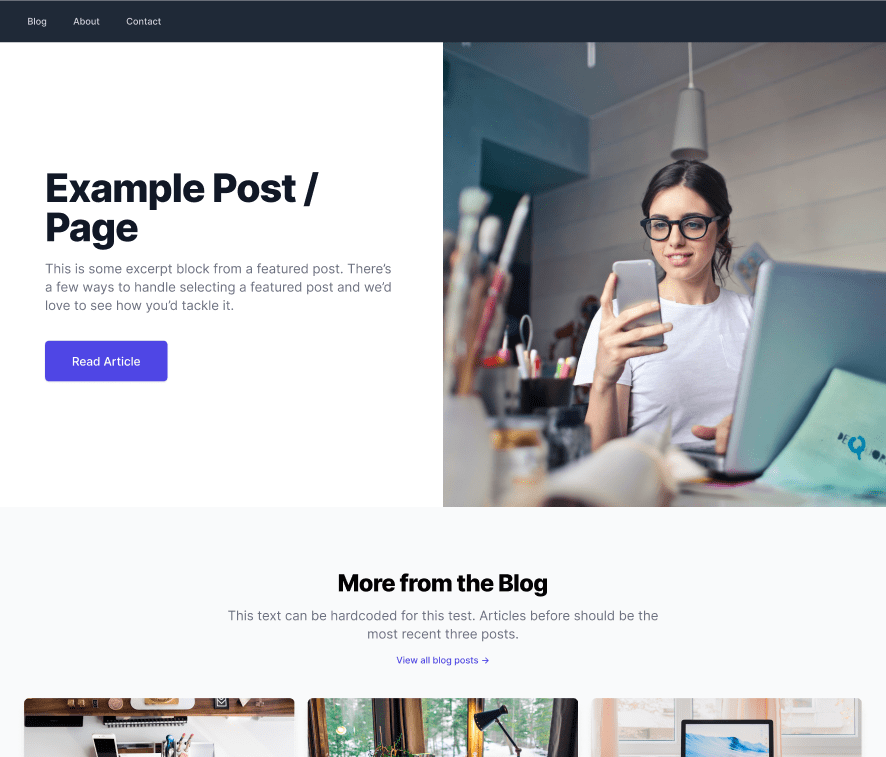 Blog
About
Contact
Example Post /
Page
This is some excerpt block from a featured post. There's
a few ways to handle selecting a featured post and we'd
love to see how you'd tackle it.
Read Article
More from the Blog
This text can be hardcoded for this test. Articles before should be the
most recent three posts.
View all blog posts →